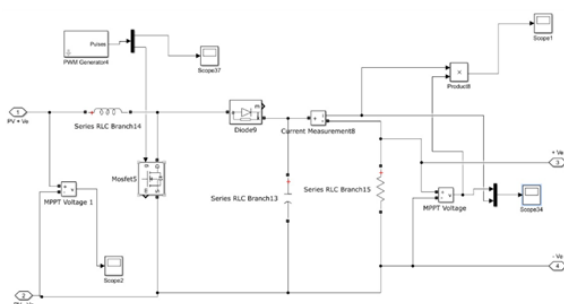 Scope1
Pulses
PWM Generator4
Scope37
Product8
1
PV + Ve
Series RLC Branch14
Diode9
Current Measurement8
+ Ve
3
Mosfet5
MPPT Voltage 1
Series RLC Branch13
Series RLC Branch15
MPPT Voltage
Scope34
Scope2
- Ve
4
2